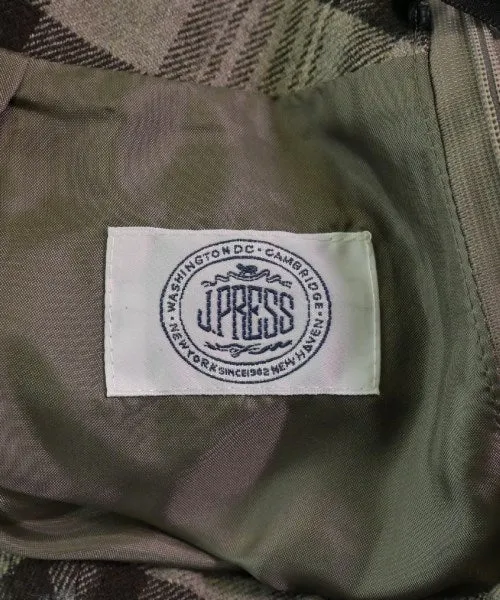 WASHINGTON DC · CAMBRIDGE ·
J.PRESS
NEW YORK SINCE 1902 NEW HAVEN